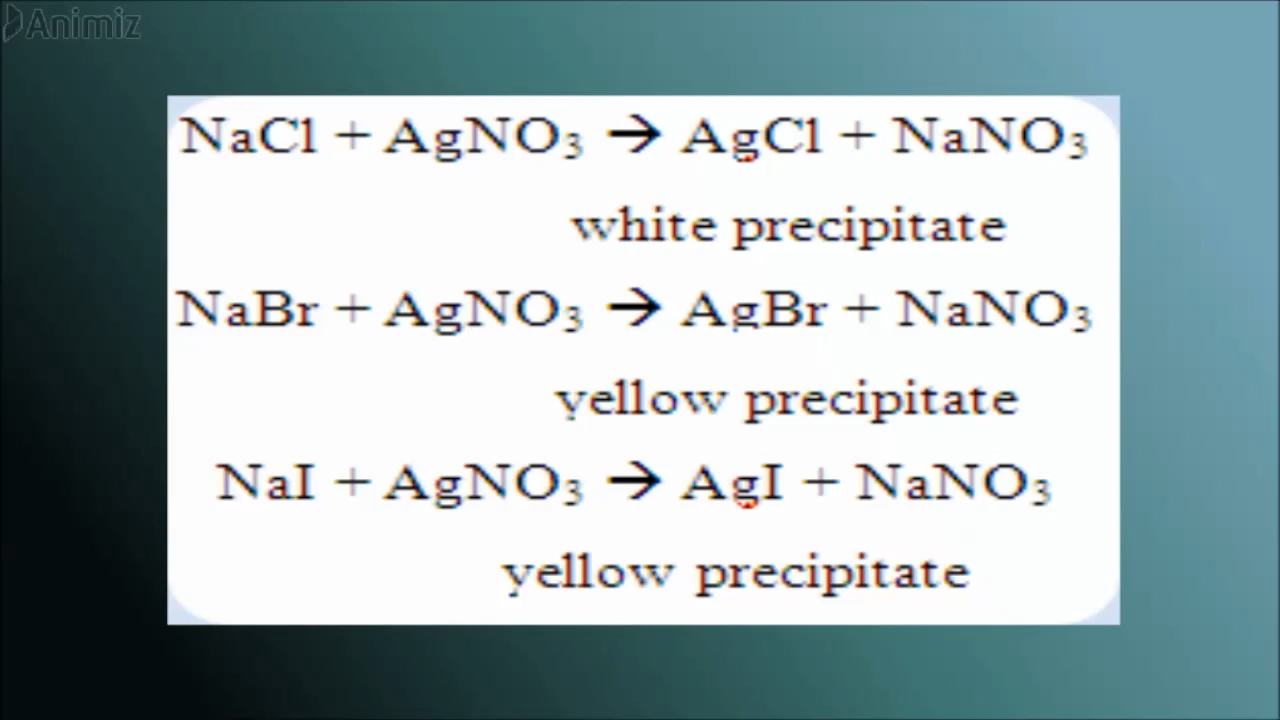 Animiz
NaCl + AgNO₃ → AgCl + NaNO₃
white precipitate
NaBr + AgNO₃ → AgBr + NaNO₃
yellow precipitate
NaI + AgNO₃ → AgI + NaNO₃
yellow precipitate